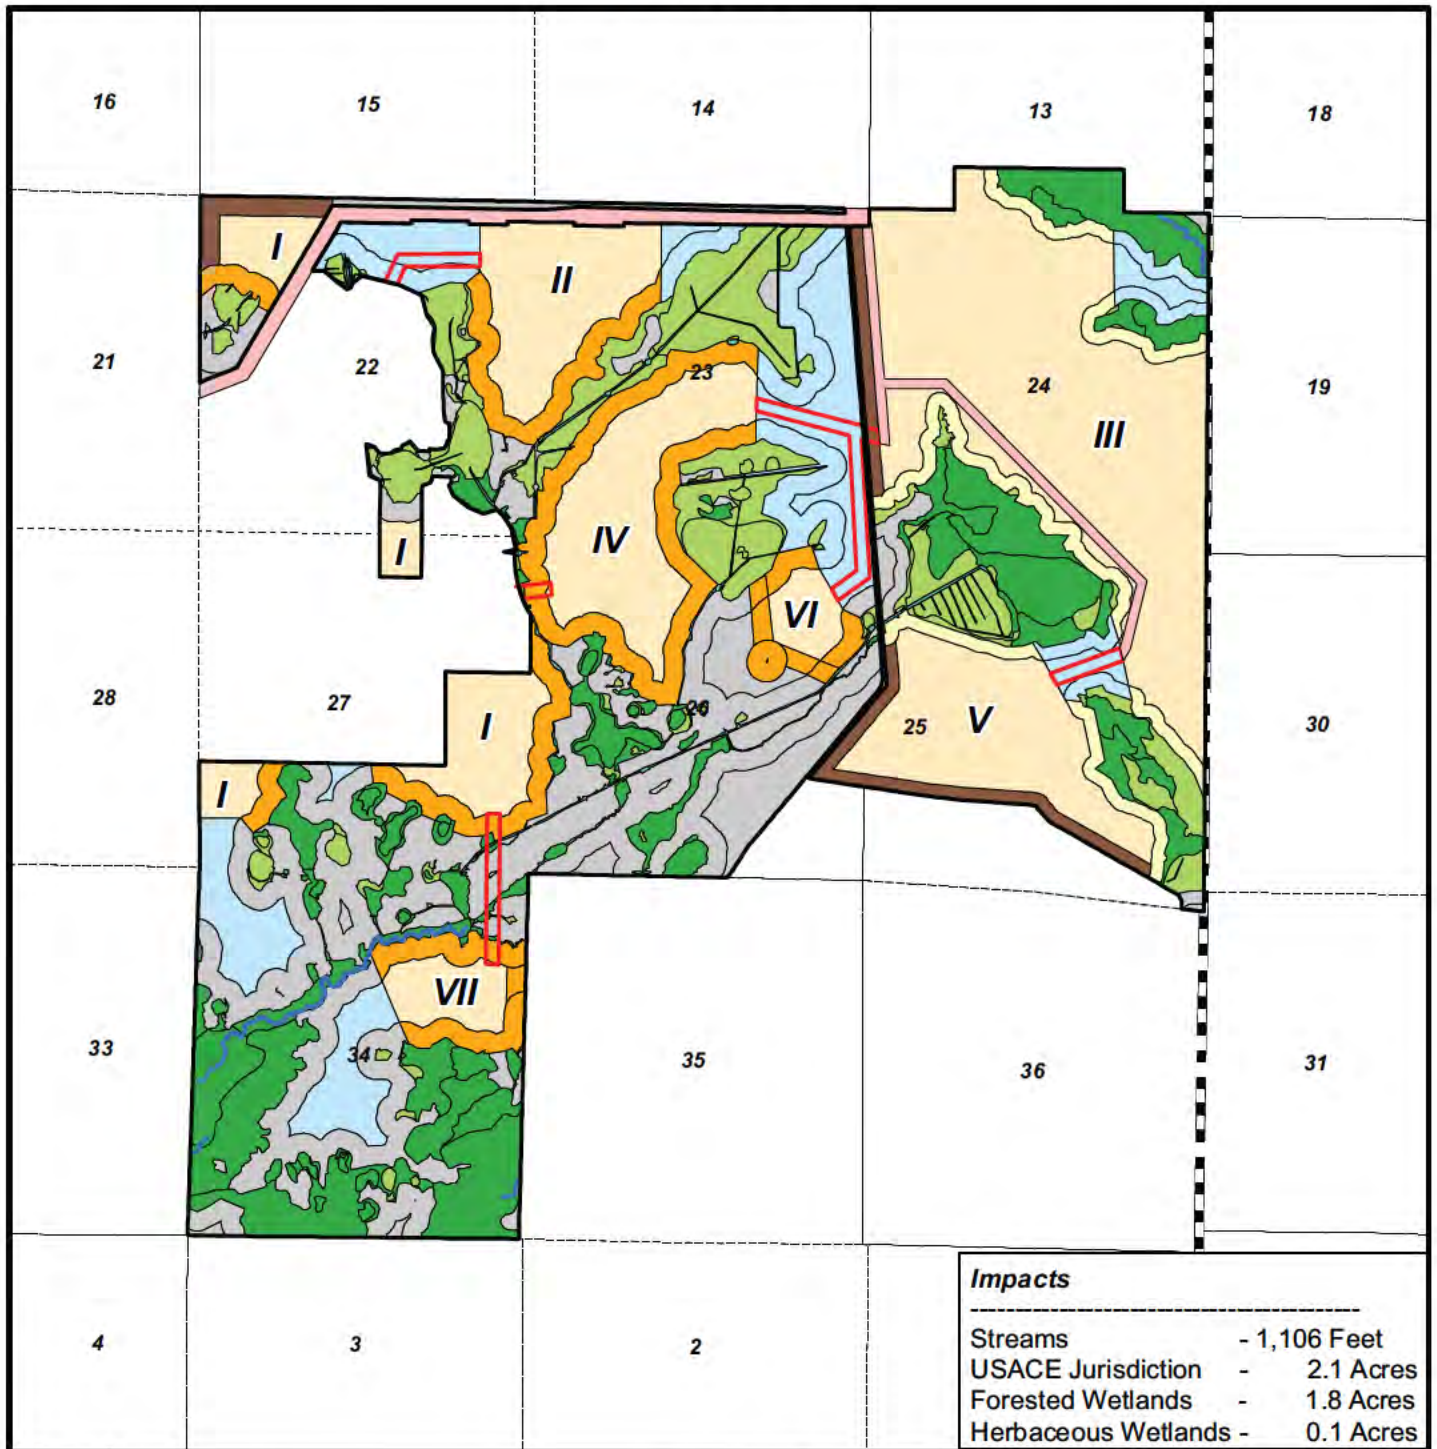 16
15
14
13
18
I
II
21
22
23
24
19
III
IV
I
VI
28
27
I
26
25
V
30
I
VII
33
34
35
36
31
4
3
2
Impacts
Streams - 1,106 Feet
USACE Jurisdiction - 2.1 Acres
Forested Wetlands - 1.8 Acres
Herbaceous Wetlands - 0.1 Acres